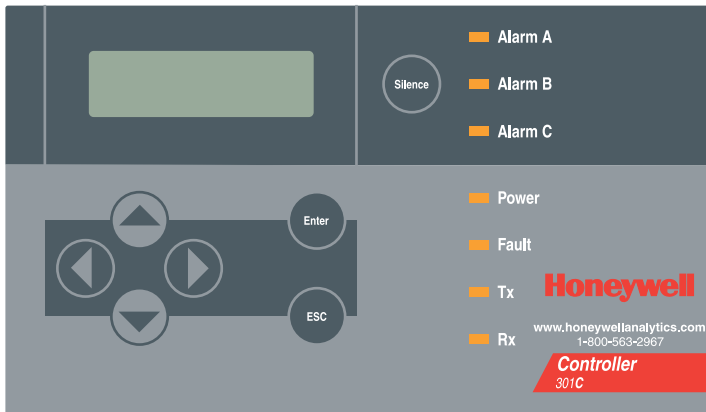 Alarm A
Silence
Alarm B
Alarm C
Power
Enter
Fault
Tx
Honeywell
ESC
www.honeywellanalytics.com
Rx
1-800-563-2967
Controller
301C